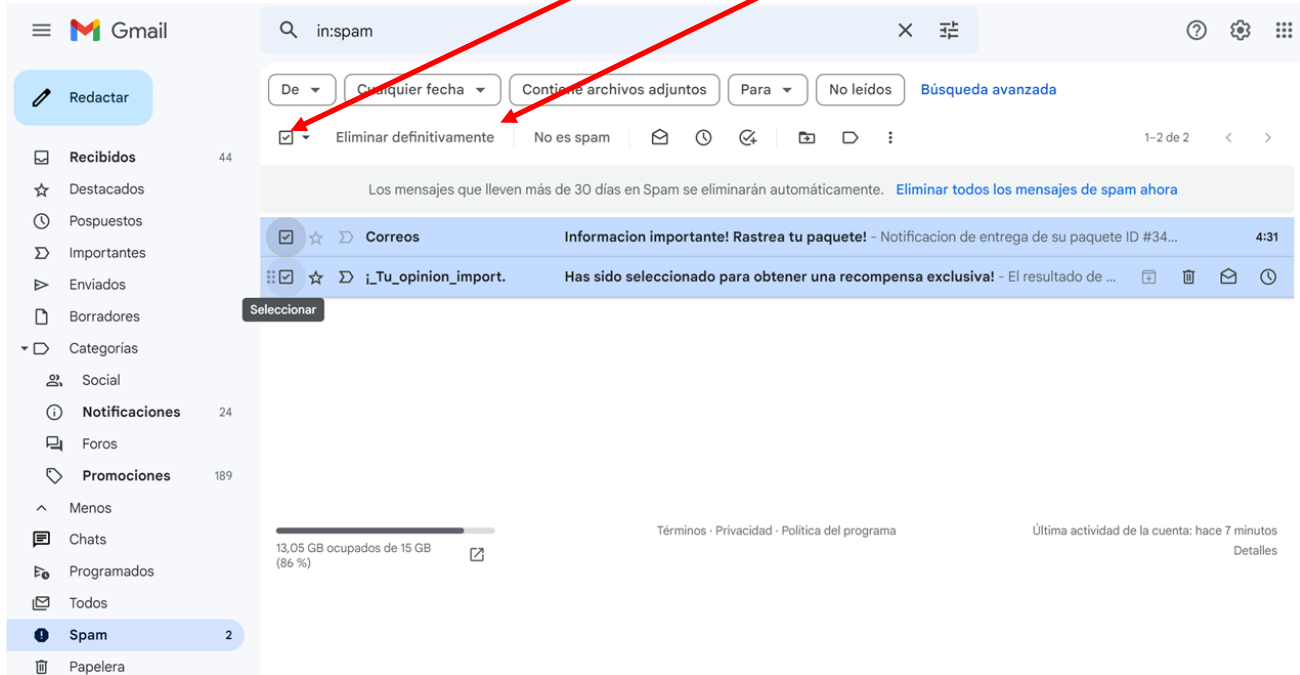 Gmail
in:spam
Redactar
De Cualquier fecha Contiene archivos adjuntos Para No leídos Búsqueda avanzada
Eliminar definitivamente No es spam 1–2 de 2
Recibidos 44
Los mensajes que lleven más de 30 días en Spam se eliminarán automáticamente. Eliminar todos los mensajes de spam ahora
Destacados
Pospuestos
Correos Informacion importante! Rastrea tu paquete! - Notificacion de entrega de su paquete ID #34... 4:31
Importantes
¡_Tu_opinion_import. Has sido seleccionado para obtener una recompensa exclusiva! - El resultado de ...
Enviados
Seleccionar
Borradores
Categorías
Social
Notificaciones 24
Foros
Promociones 189
Menos
Chats
Programados
Todos
Spam 2
Papelera
13,05 GB ocupados de 15 GB
(86 %)
Términos · Privacidad · Política del programa
Última actividad de la cuenta: hace 7 minutos
Detalles